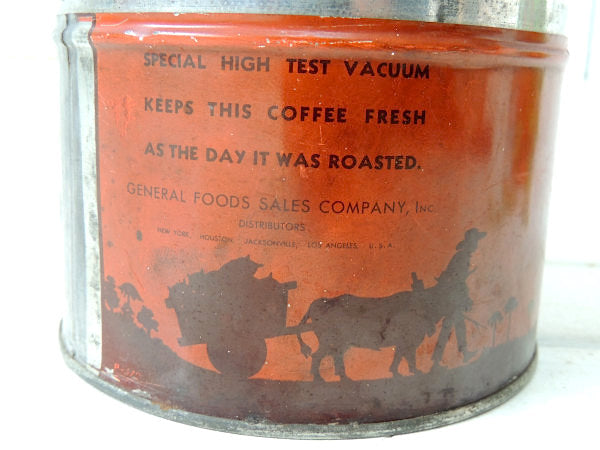 SPECIAL HIGH TEST VACUUM
KEEPS THIS COFFEE FRESH
AS THE DAY IT WAS ROASTED.
GENERAL FOODS SALES COMPANY, INC.
DISTRIBUTORS
NEW YORK, HOUSTON, JACKSONVILLE, LOS ANGELES, U.S.A.